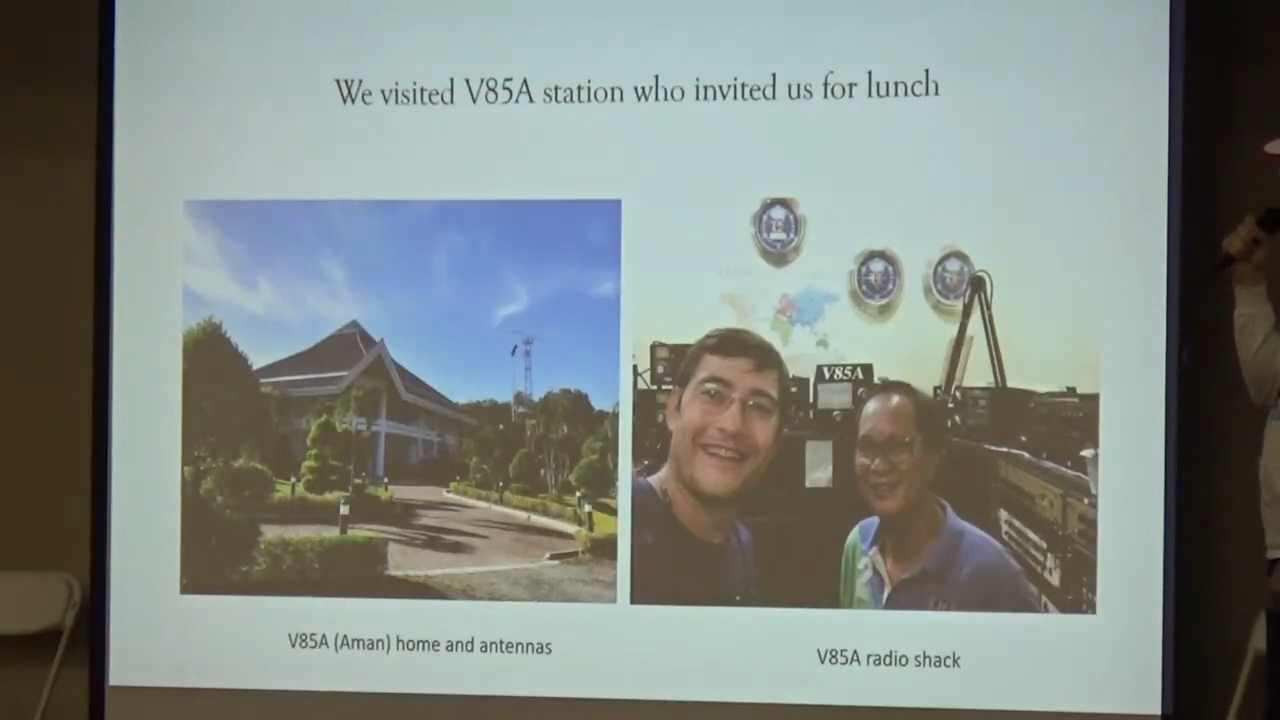 We visited V85A station who invited us for lunch
V85A
V85A (Aman) home and antennas
V85A radio shack